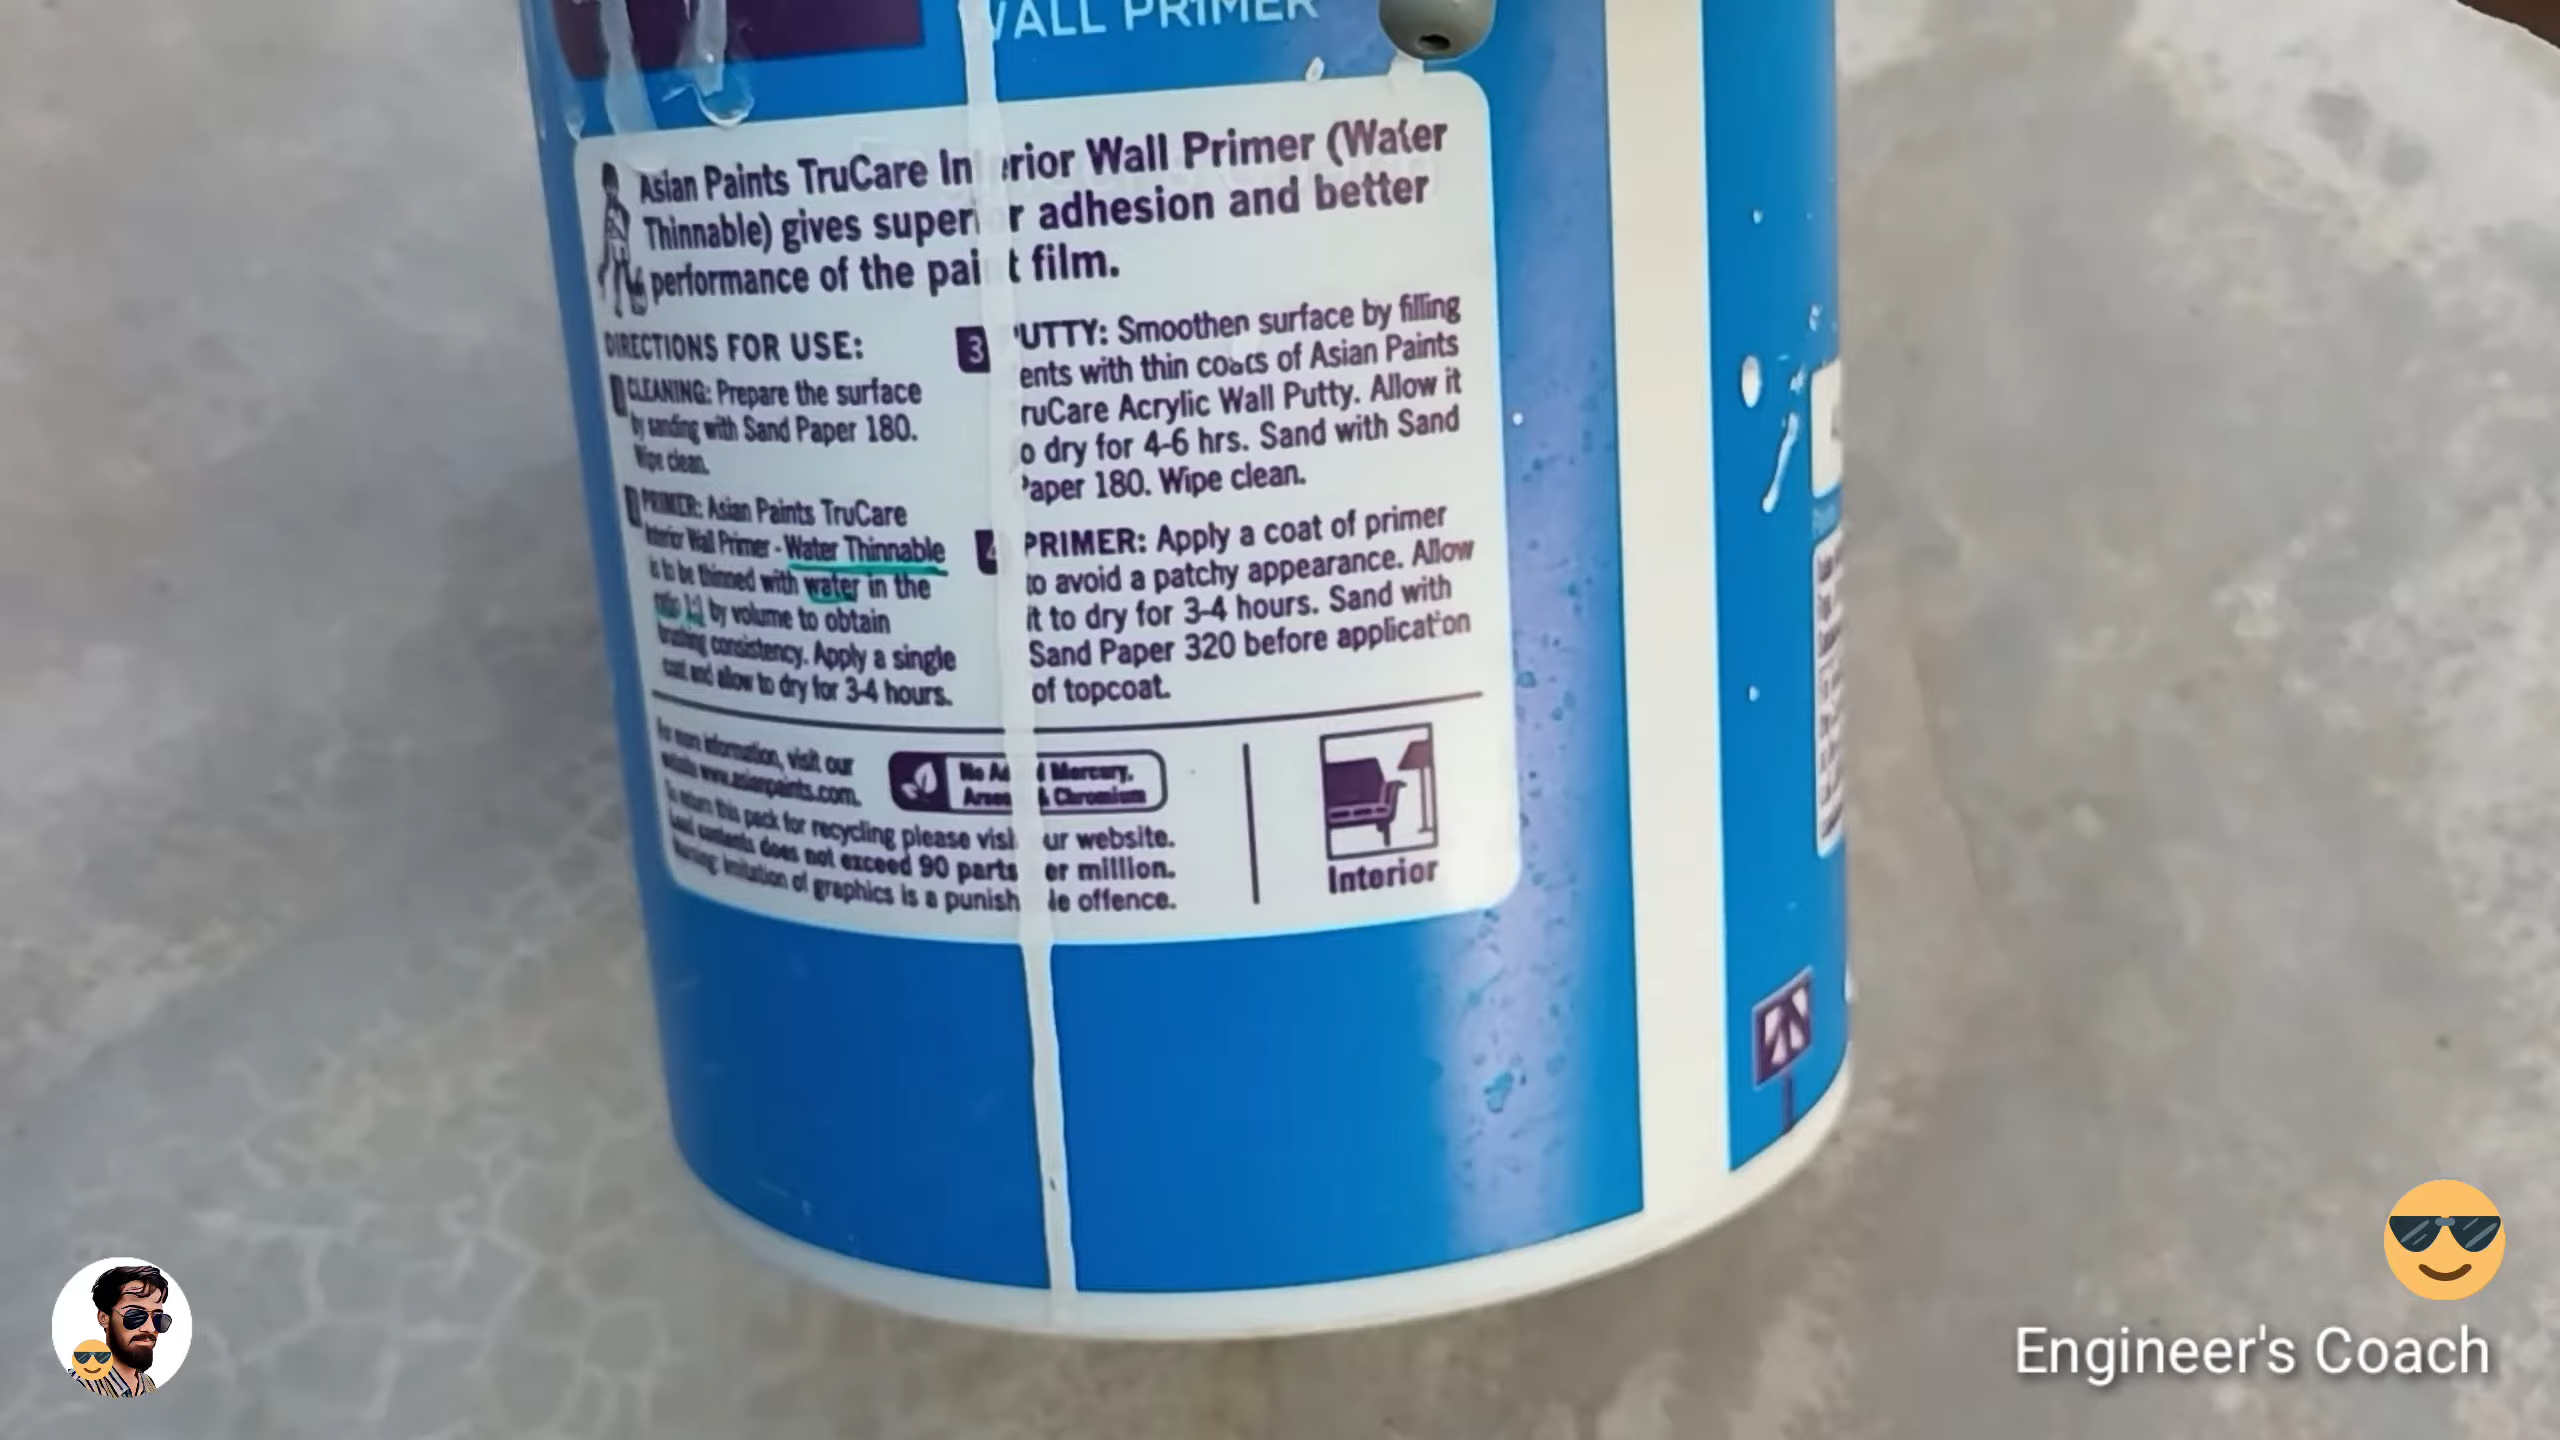 WALL PRIMER
Asian Paints TruCare In erior Wall Primer (Water
Thinnable) gives superi r adhesion and better
performance of the pai t film.
DIRECTIONS FOR USE:
CLEANING: Prepare the surface
by sanding with Sand Paper 180.
Wipe clean.
PRIMER: Asian Paints TruCare
Interior Wall Primer - Water Thinnable
is to be thinned with water in the
ratio 1:1 by volume to obtain
brushing consistency. Apply a single
coat and allow to dry for 3-4 hours.
3 UTTY: Smoothen surface by filling
ents with thin coats of Asian Paints
ruCare Acrylic Wall Putty. Allow it
o dry for 4-6 hrs. Sand with Sand
Paper 180. Wipe clean.
4 PRIMER: Apply a coat of primer
to avoid a patchy appearance. Allow
it to dry for 3-4 hours. Sand with
Sand Paper 320 before application
of topcoat.
For more information, visit our
website www.asianpaints.com.
No Ad d Mercury,
Arsen & Chromium
To return this pack for recycling please visi ur website.
Lead contents does not exceed 90 parts er million.
Warning: Imitation of graphics is a punish le offence.
Interior
Engineer's Coach